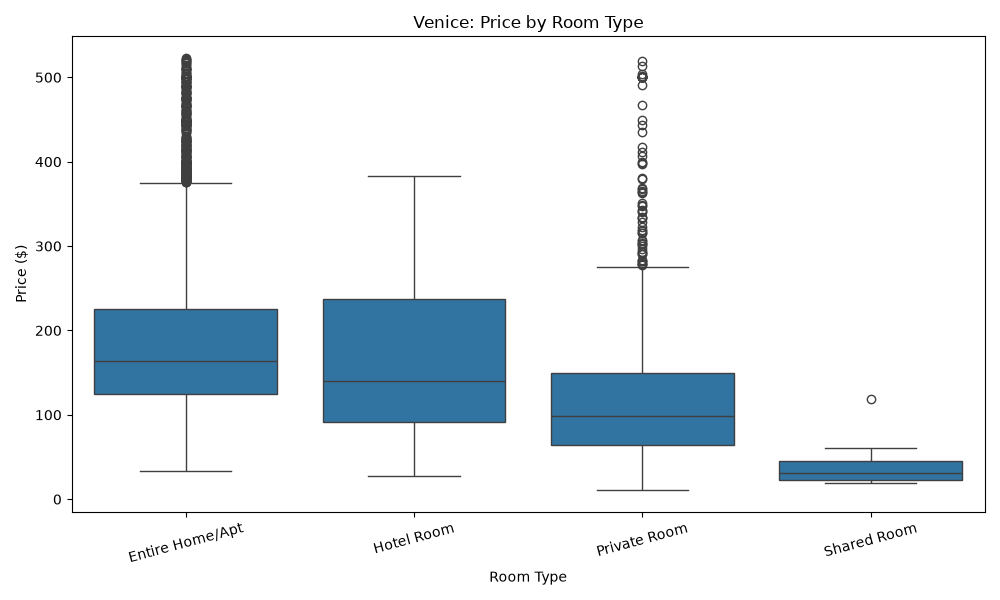 Venice: Price by Room Type
Price ($)
500
400
300
200
100
0
Entire Home/Apt
Hotel Room
Private Room
Shared Room
Room Type